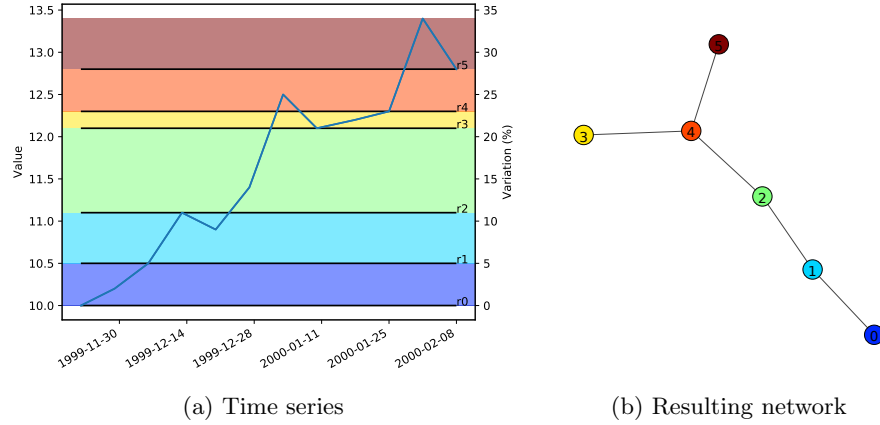 13.5
13.0
12.5
12.0
11.5
11.0
10.5
10.0
Value
r5
r4
r3
r2
r1
r0
35
30
25
20
15
10
5
0
Variation (%)
1999-11-30
1999-12-14
1999-12-28
2000-01-11
2000-01-25
2000-02-08
(a) Time series
5
3
4
2
1
0
(b) Resulting network